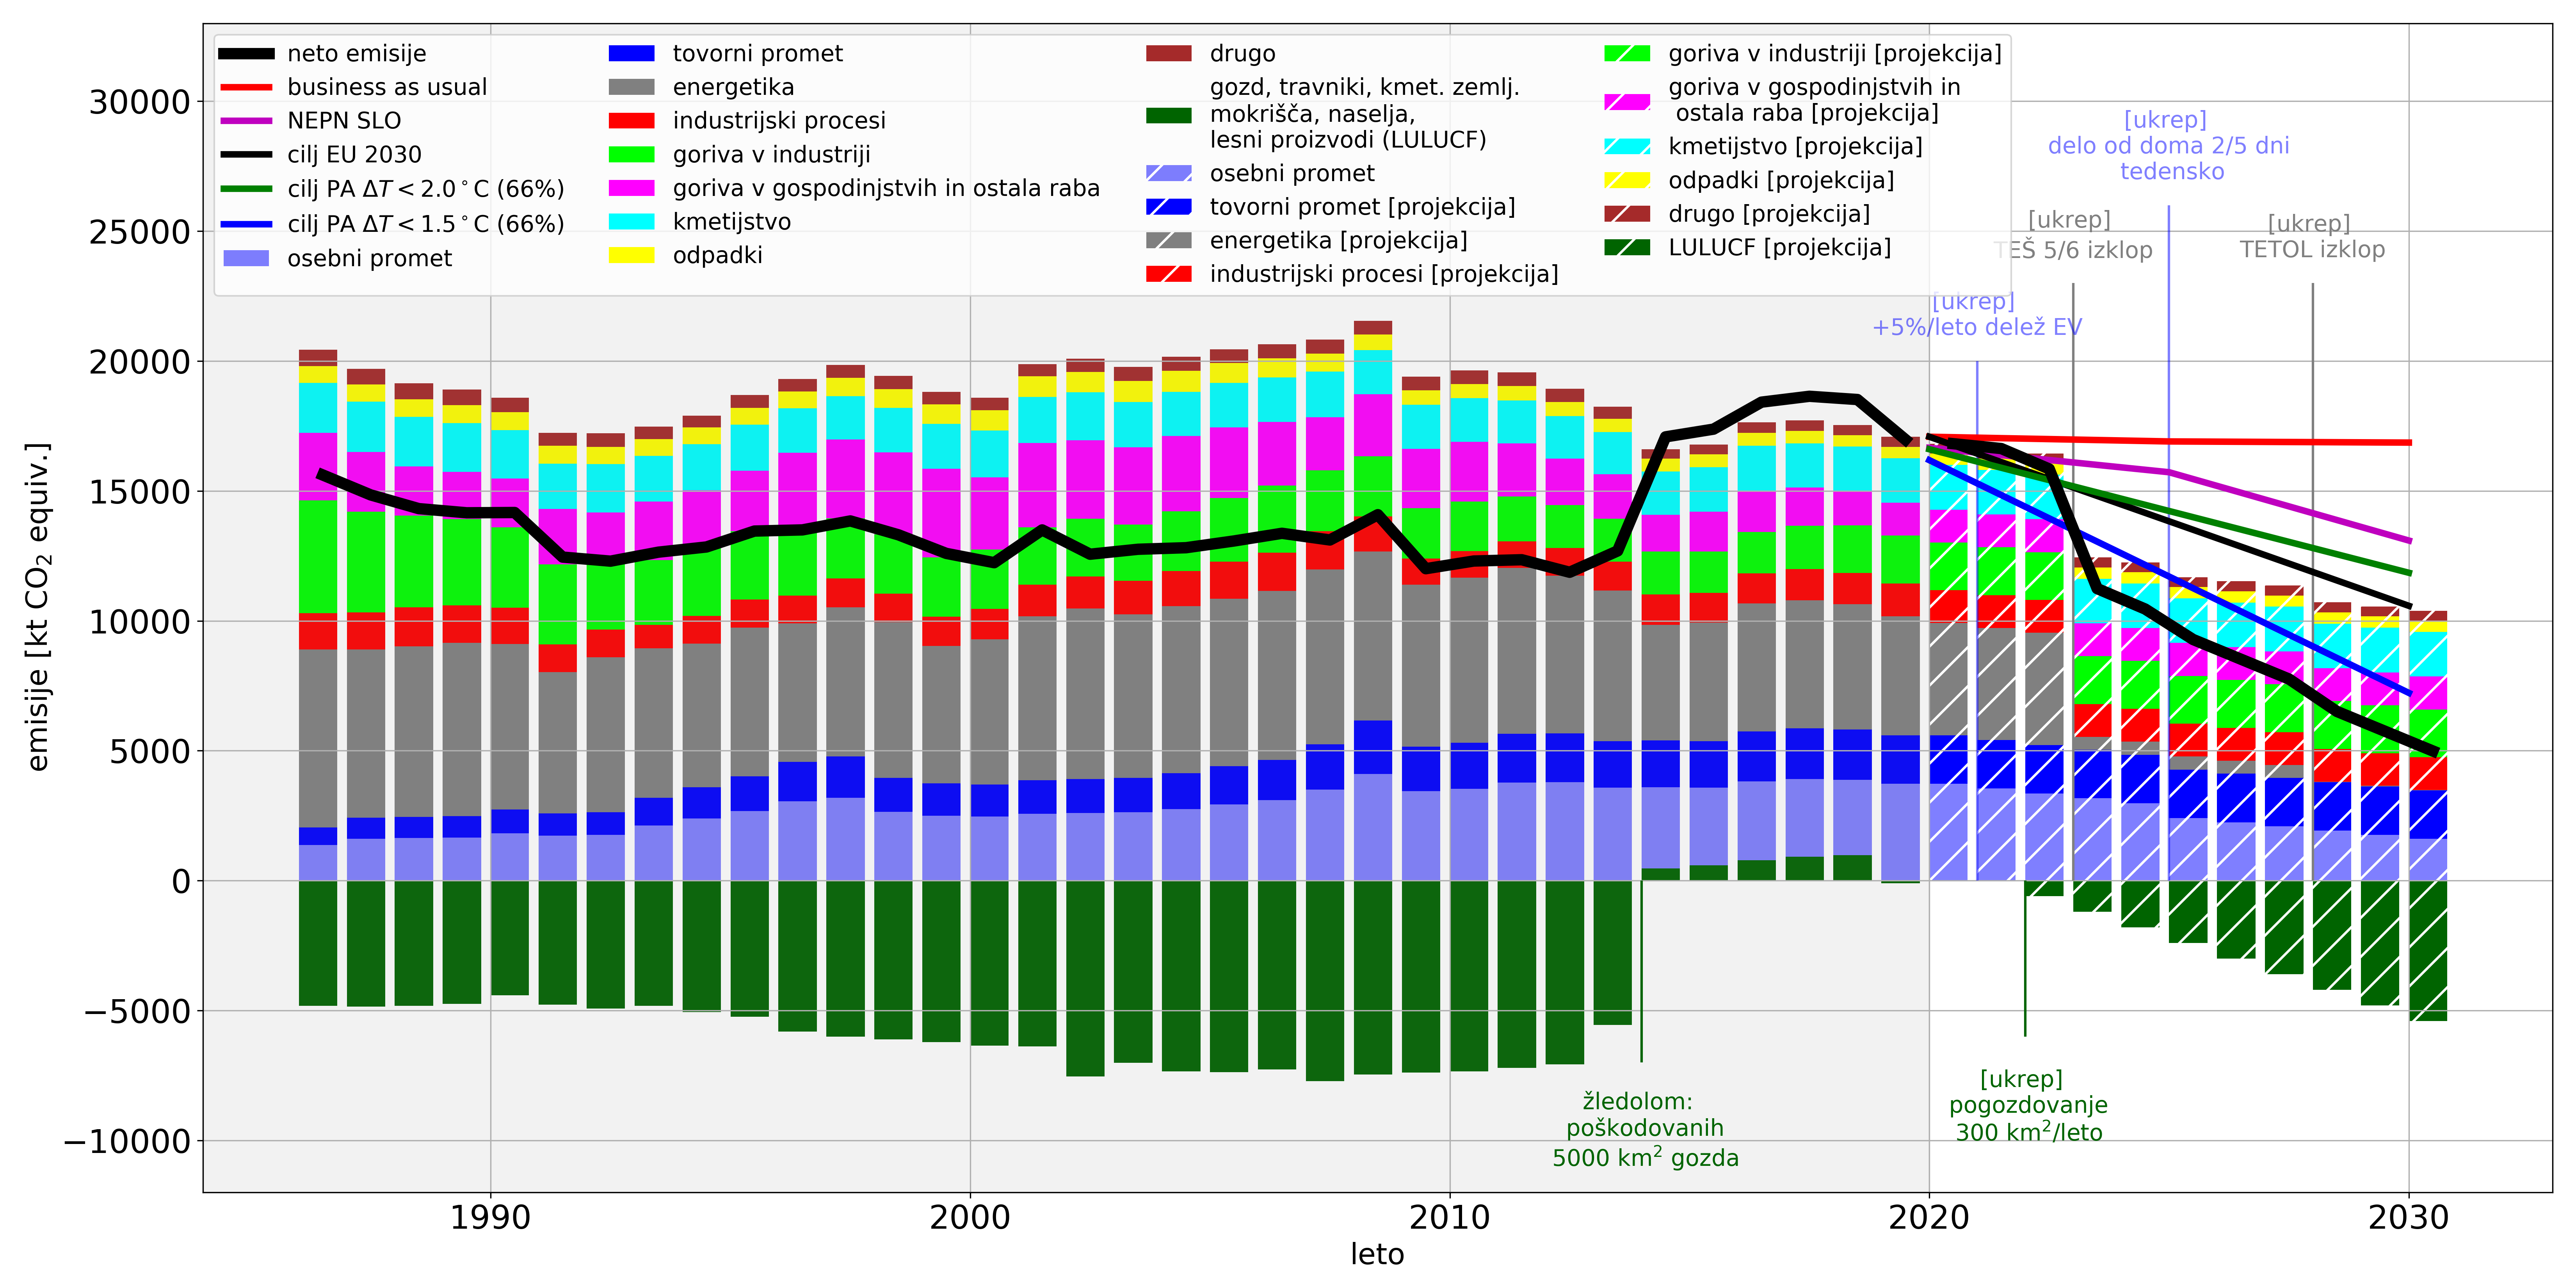 neto emisije
business as usual
NEPN SLO
cilj EU 2030
cilj PA ΔT < 2.0°C (66%)
cilj PA ΔT < 1.5°C (66%)
osebni promet
tovorni promet
energetika
industrijski procesi
goriva v industriji
goriva v gospodinjstvih in ostala raba
kmetijstvo
odpadki
drugo
gozd, travniki, kmet. zemlj.
mokrišča, naselja,
lesni proizvodi (LULUCF)
osebni promet
tovorni promet [projekcija]
energetika [projekcija]
industrijski procesi [projekcija]
goriva v industriji [projekcija]
goriva v gospodinjstvih in
ostala raba [projekcija]
kmetijstvo [projekcija]
odpadki [projekcija]
drugo [projekcija]
LULUCF [projekcija]
[ukrep]
delo od doma 2/5 dni
tedensko
[ukrep]
TEŠ 5/6 izklop
[ukrep]
TETOL izklop
[ukrep]
+5%/leto delež EV
žledolom:
poškodovanih
5000 km² gozda
[ukrep]
pogozdovanje
300 km²/leto
emisije [kt CO₂ equiv.]
30000
25000
20000
15000
10000
5000
0
−5000
−10000
1990
2000
2010
2020
2030
leto